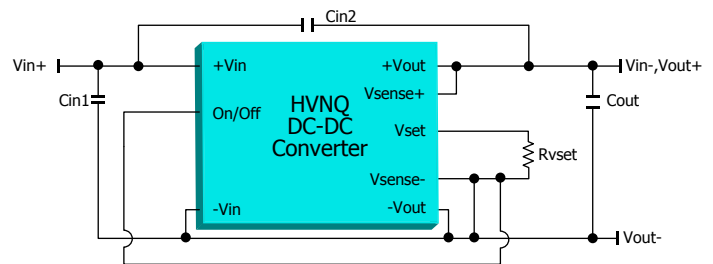 Cin2
Vin+
+Vin
+Vout
Vin-,Vout+
Cin1
Vsense+
HVNQ
DC-DC
Converter
On/Off
Cout
Vset
Rvset
Vsense-
-Vin
-Vout
Vout-